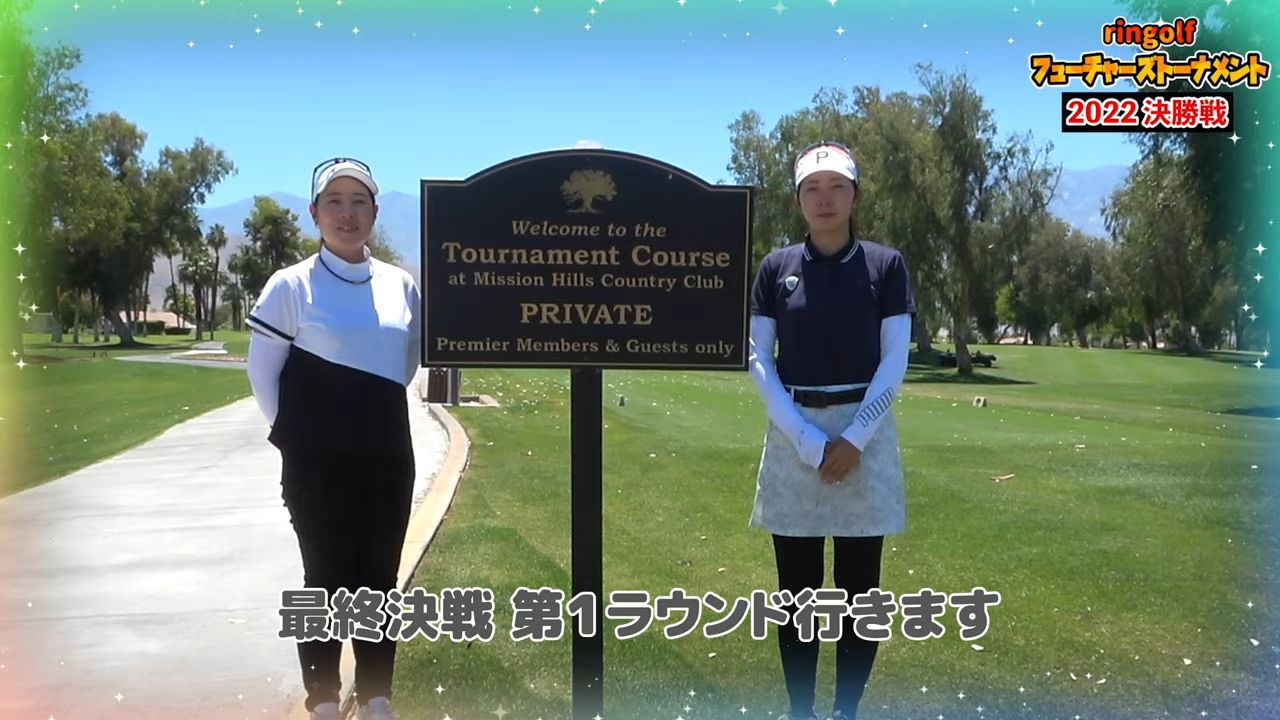 ringolf
フューチャーズトーナメント
2022 決勝戦
P
Welcome to the
Tournament Course
at Mission Hills Country Club
PRIVATE
Premier Members & Guests only
PUMA
最終決戦 第1ラウンド行きます